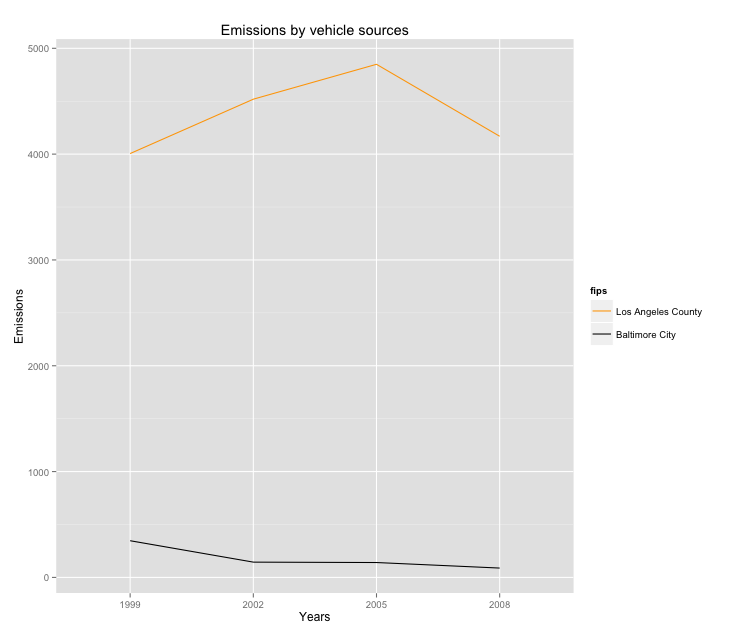 Emissions by vehicle sources
5000
4000
3000
2000
1000
0
Emissions
1999 2002 2005 2008
Years
fips
Los Angeles County
Baltimore City